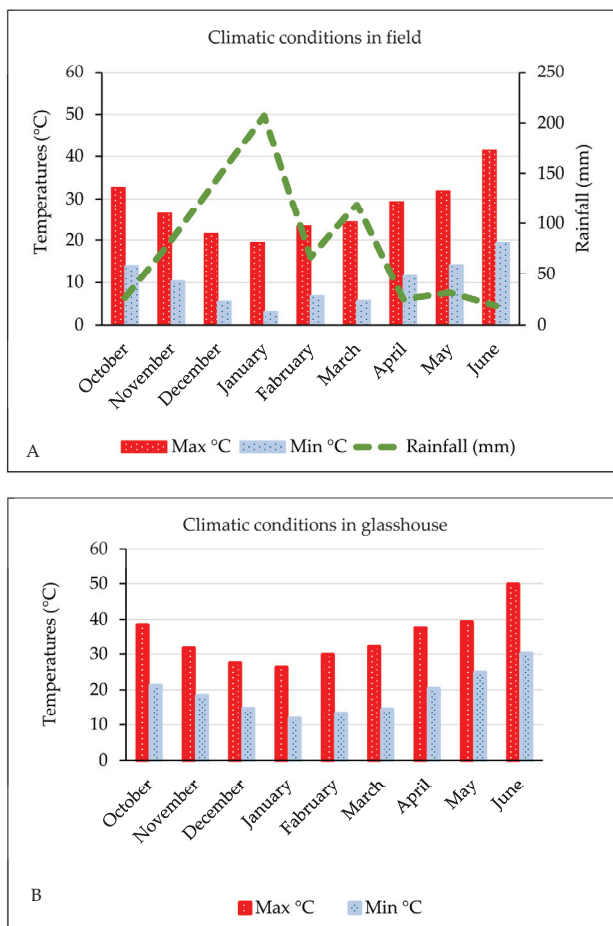 Climatic conditions in field
Temperatures (°C)
60
50
40
30
20
10
0
250
200
150
100
50
0
Rainfall (mm)
October
November
December
January
Fabruary
March
April
May
June
A
Max °C Min °C Rainfall (mm)
Climatic conditions in glasshouse
Temperatures (°C)
60
50
40
30
20
10
0
October
November
December
January
Fabruary
March
April
May
June
B
Max °C Min °C